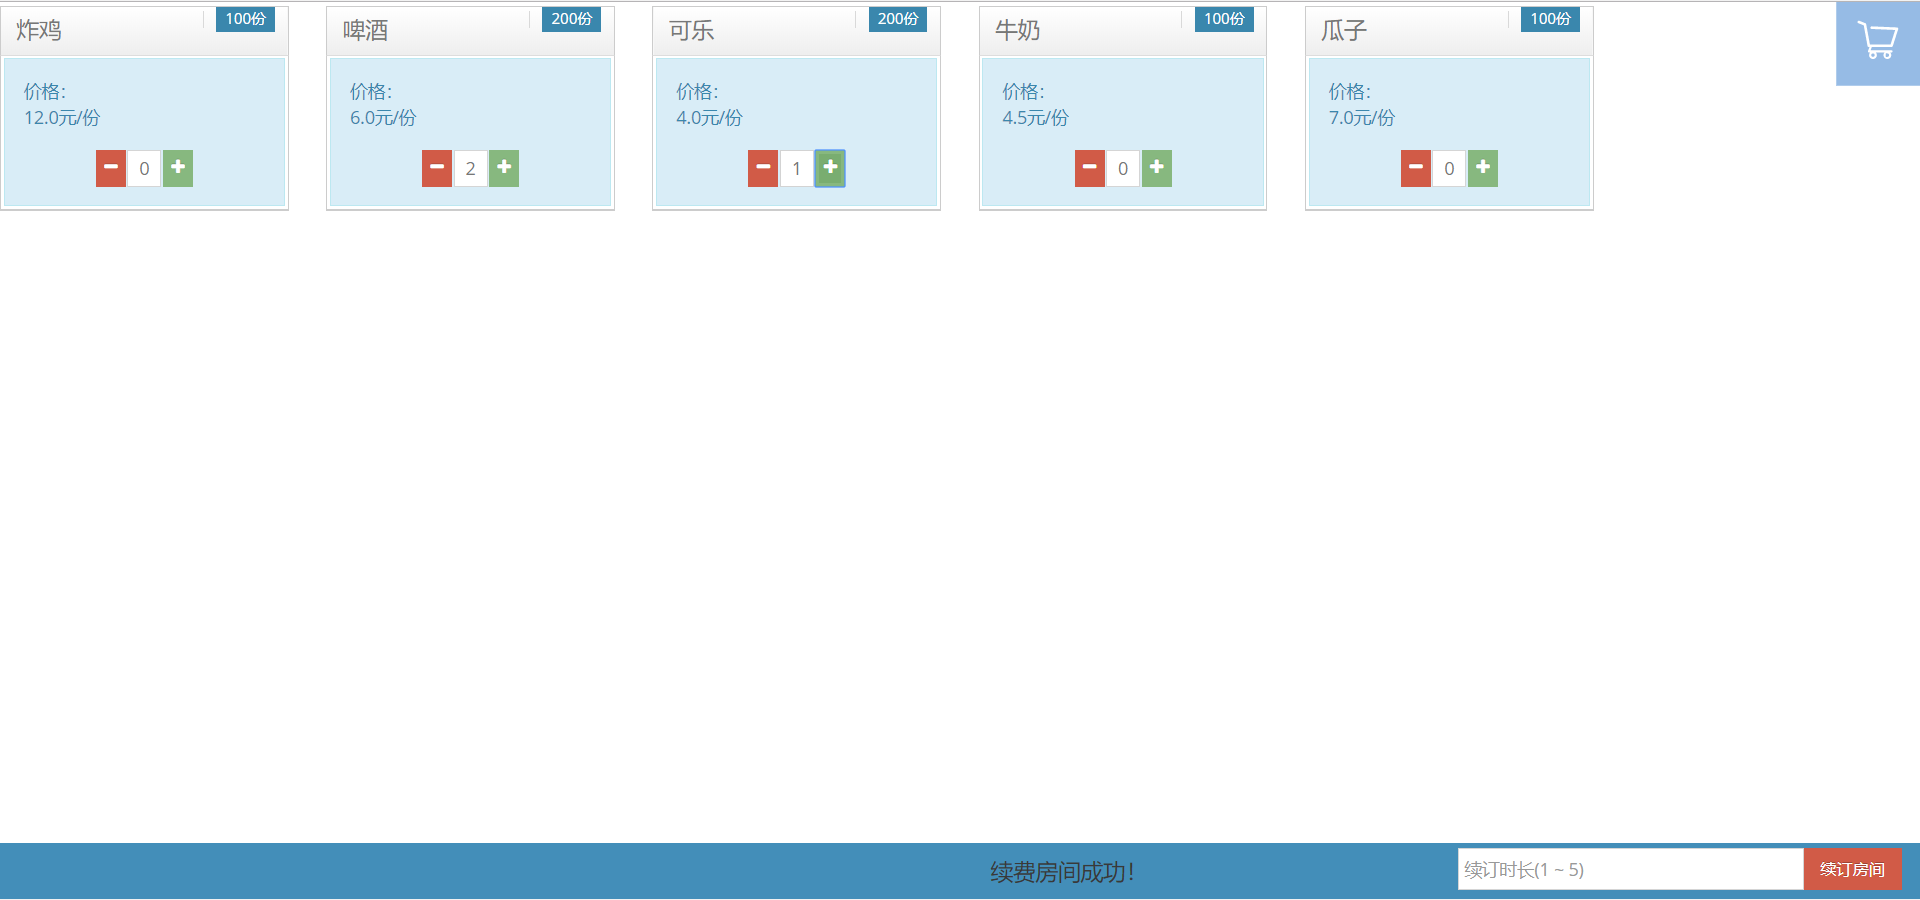 炸鸡
100份
价格：
12.0元/份
0
啤酒
200份
价格：
6.0元/份
2
可乐
200份
价格：
4.0元/份
1
牛奶
100份
价格：
4.5元/份
0
瓜子
100份
价格：
7.0元/份
0
续费房间成功！
续订时长(1 ~ 5)
续订房间